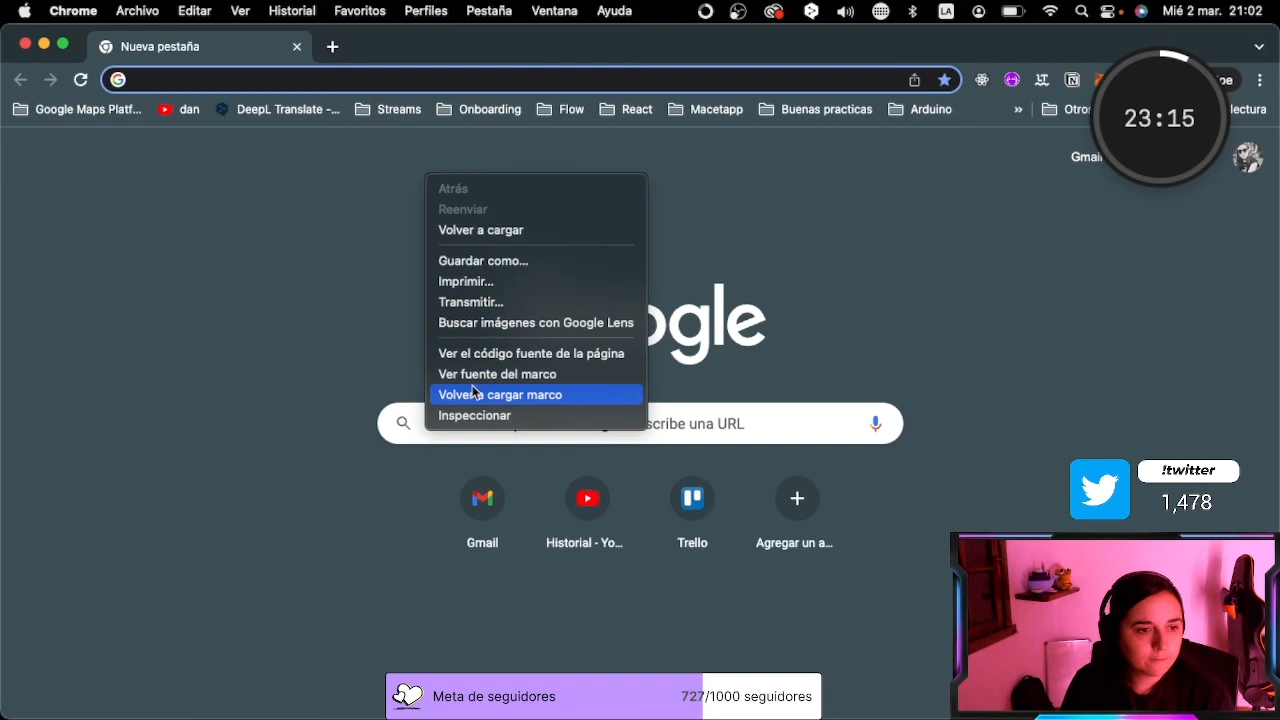 Chrome Archivo Editar Ver Historial Favoritos Perfiles Pestaña Ventana Ayuda LA Mié 2 mar. 21:02
Nueva pestaña
Google Maps Platf... dan DeepL Translate -... Streams Onboarding Flow React Macetapp Buenas practicas Arduino » Otros lectura
23:15
Gmail
Atrás
Reenviar
Volver a cargar
Guardar como...
Imprimir...
Transmitir...
Buscar imágenes con Google Lens
Ver el código fuente de la página
Ver fuente del marco
Volver a cargar marco
Inspeccionar
ogle
scribe una URL
Gmail Historial - Yo... Trello Agregar un a...
!twitter
1,478
Meta de seguidores 727/1000 seguidores